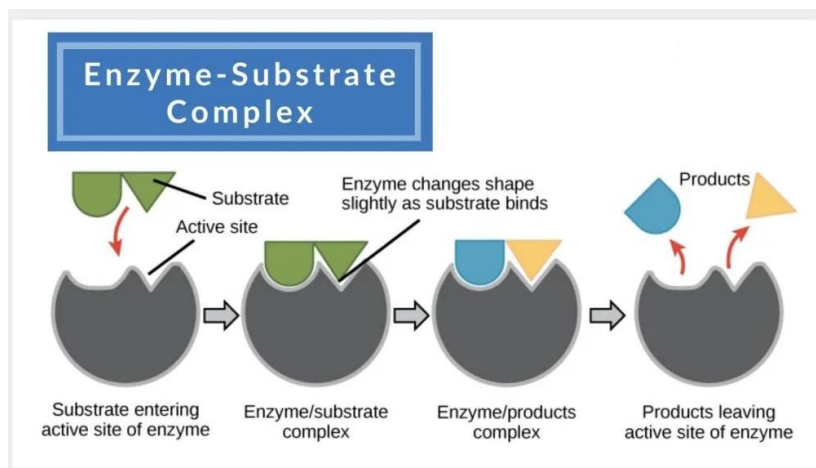 Enzyme-Substrate
Complex
Substrate
Active site
Enzyme changes shape
slightly as substrate binds
Products
Substrate entering
active site of enzyme
Enzyme/substrate
complex
Enzyme/products
complex
Products leaving
active site of enzyme